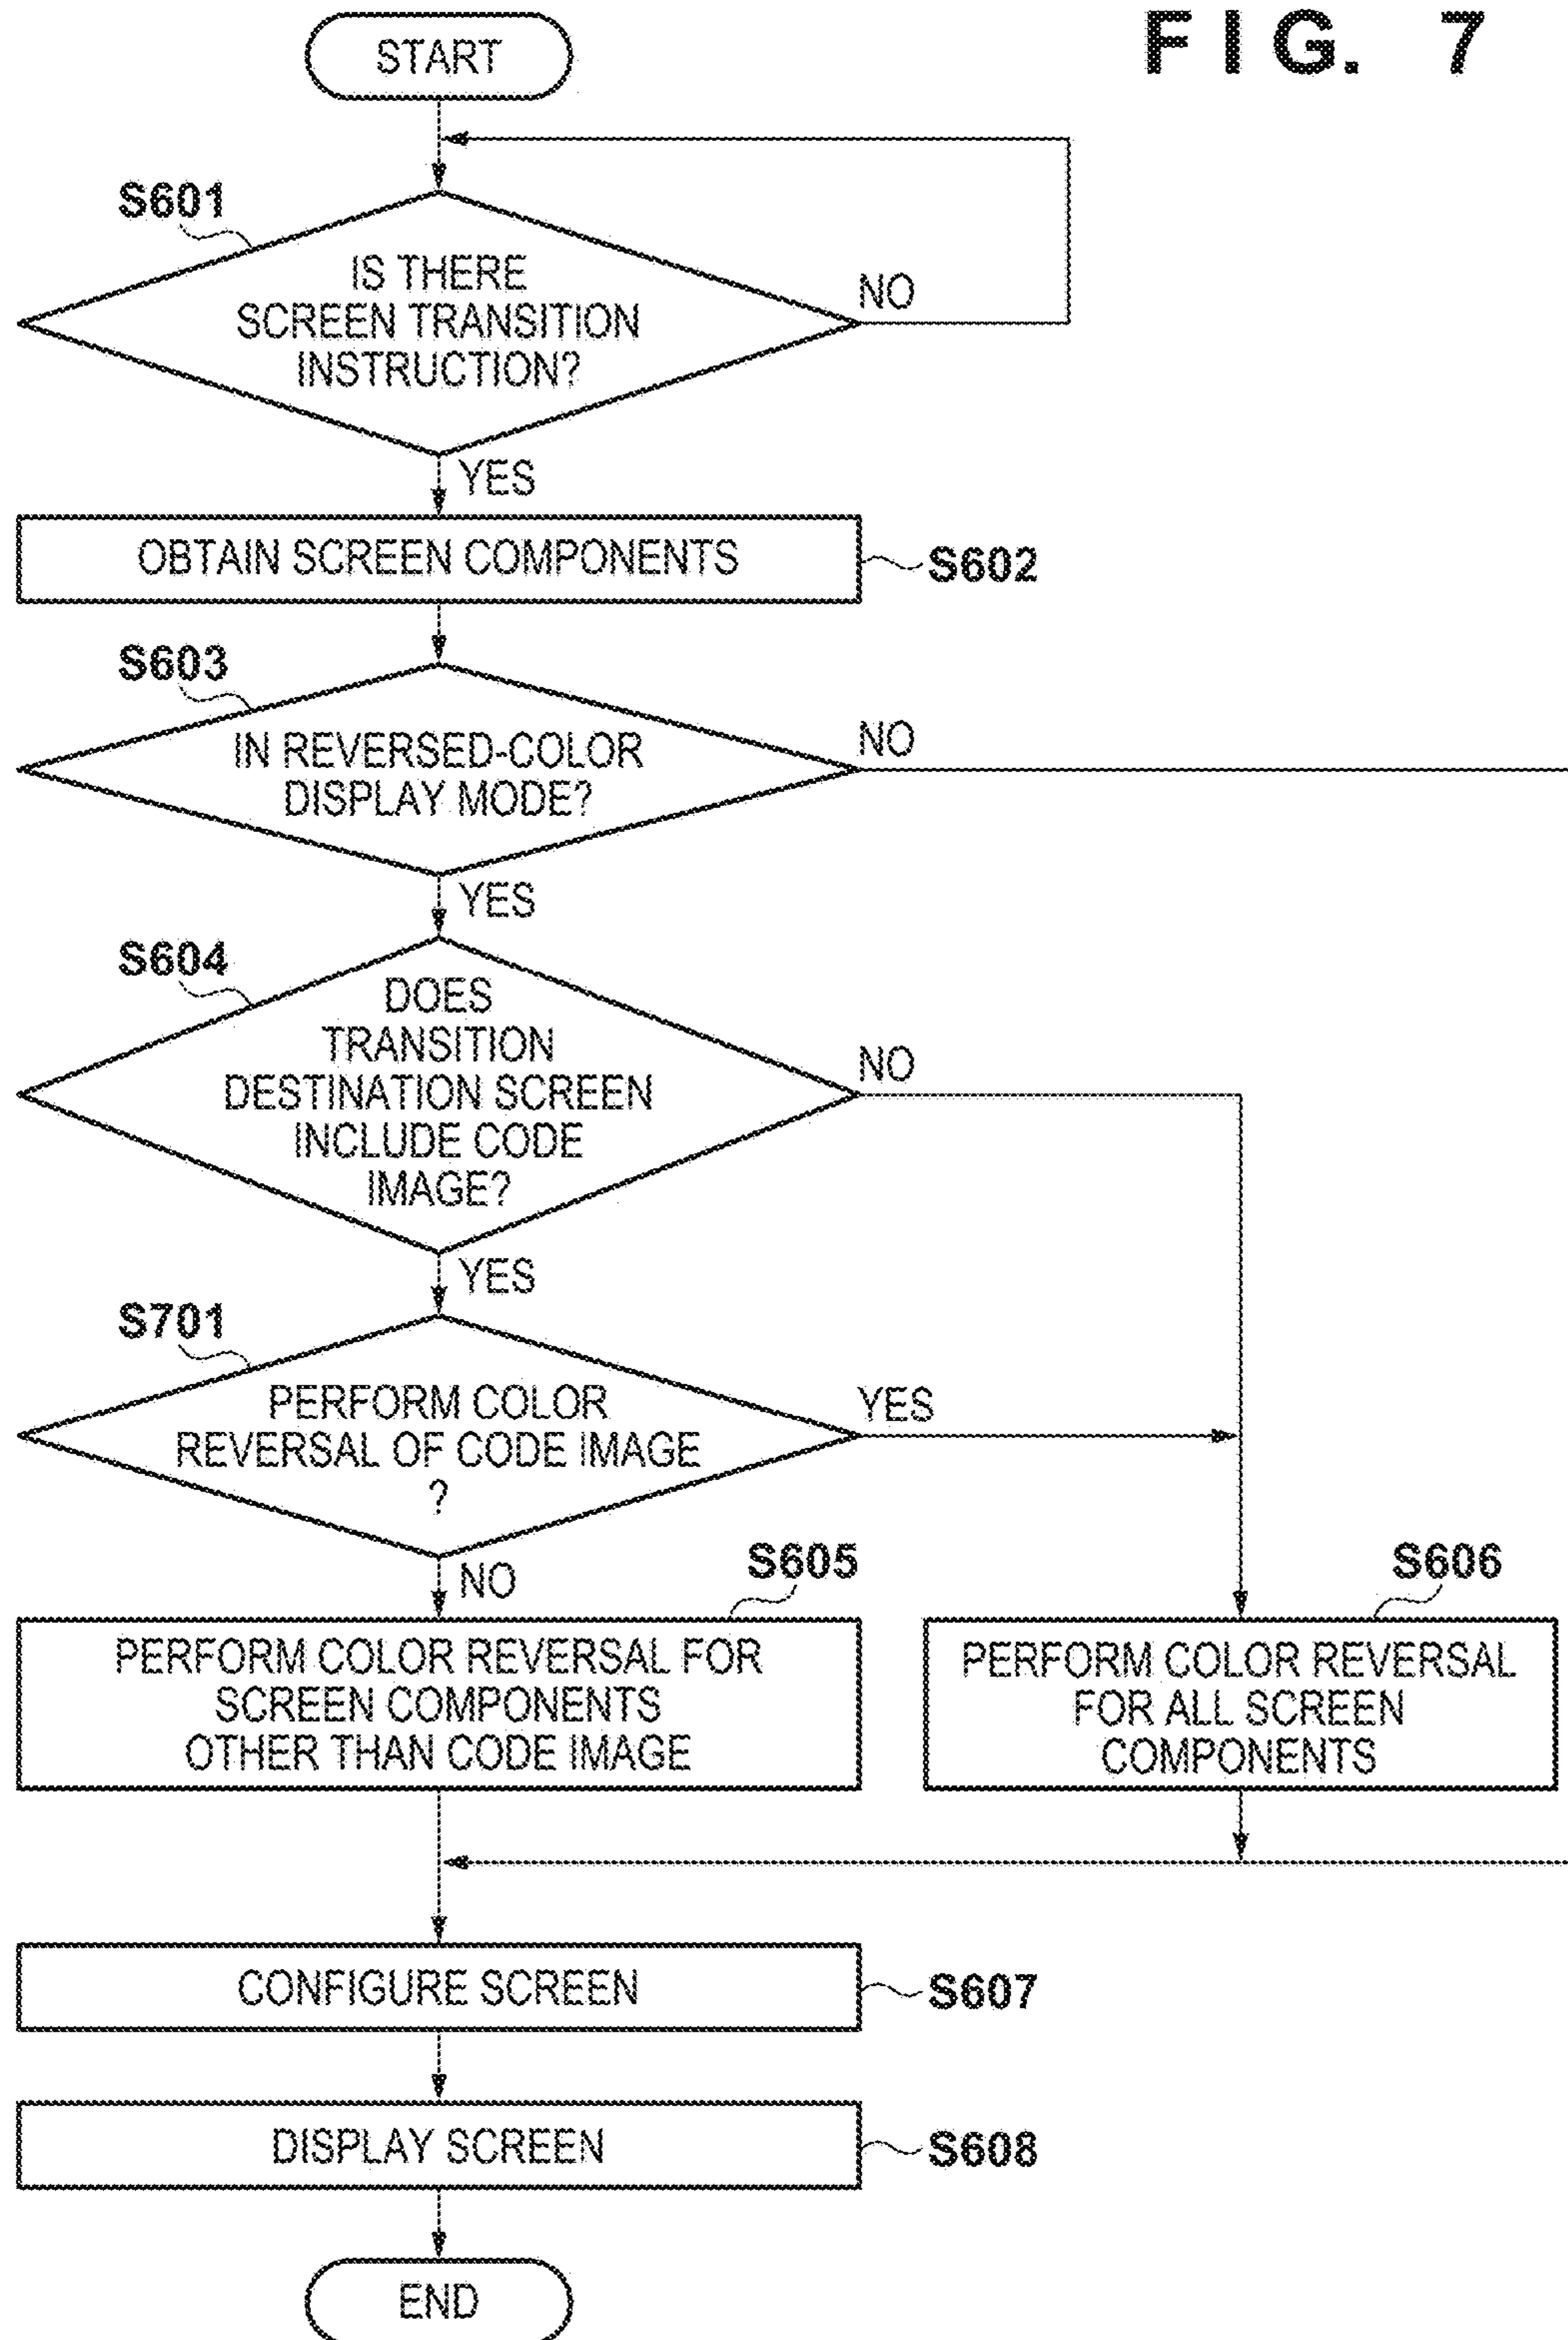 FIG. 7
START
S601
IS THERE
SCREEN TRANSITION
INSTRUCTION?
NO
YES
OBTAIN SCREEN COMPONENTS
S602
S603
IN REVERSED-COLOR
DISPLAY MODE?
NO
YES
S604
DOES
TRANSITION
DESTINATION SCREEN
INCLUDE CODE
IMAGE?
NO
YES
S701
PERFORM COLOR
REVERSAL OF CODE IMAGE
?
YES
NO
S605
PERFORM COLOR REVERSAL FOR
SCREEN COMPONENTS
OTHER THAN CODE IMAGE
S606
PERFORM COLOR REVERSAL
FOR ALL SCREEN
COMPONENTS
CONFIGURE SCREEN
S607
DISPLAY SCREEN
S608
END